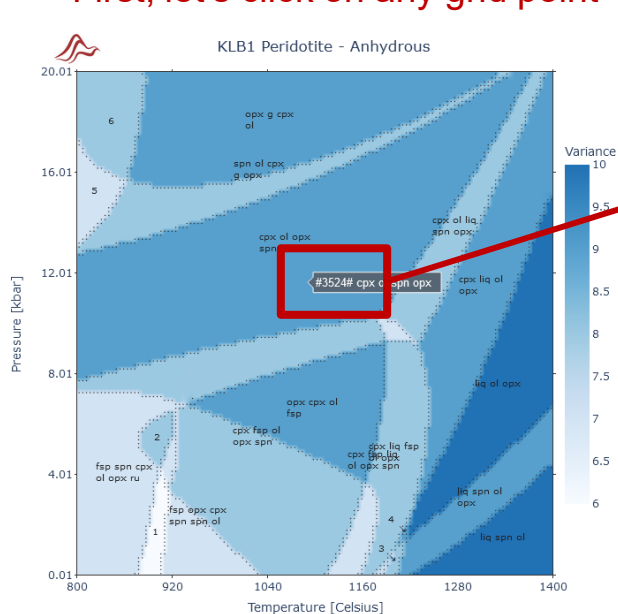 First, let's click on any grid point
KLB1 Peridotite - Anhydrous
20.01
16.01
12.01
8.01
4.01
0.01
Pressure [kbar]
800
920
1040
1160
1280
1400
Temperature [Celsius]
6
opx g cpx
ol
5
spn ol cpx
g opx
cpx ol opx
spn
cpx ol liq
spn opx
#3524# cpx spn opx
cpx liq ol
opx
liq ol opx
opx cpx ol
fsp
2
cpx fsp ol
opx spn
cpx liq fsp
ol opx
cpx liq
ol opx spn
fsp spn cpx
ol opx ru
fsp opx cpx
spn spn ol
1
4
3
liq spn ol
opx
liq spn ol
Variance
10
9.5
9
8.5
8
7.5
7
6.5
6